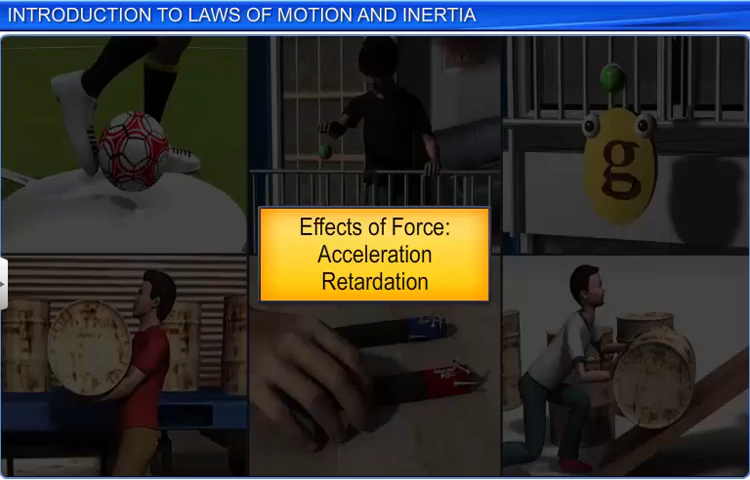 INTRODUCTION TO LAWS OF MOTION AND INERTIA
g
Effects of Force:
Acceleration
Retardation